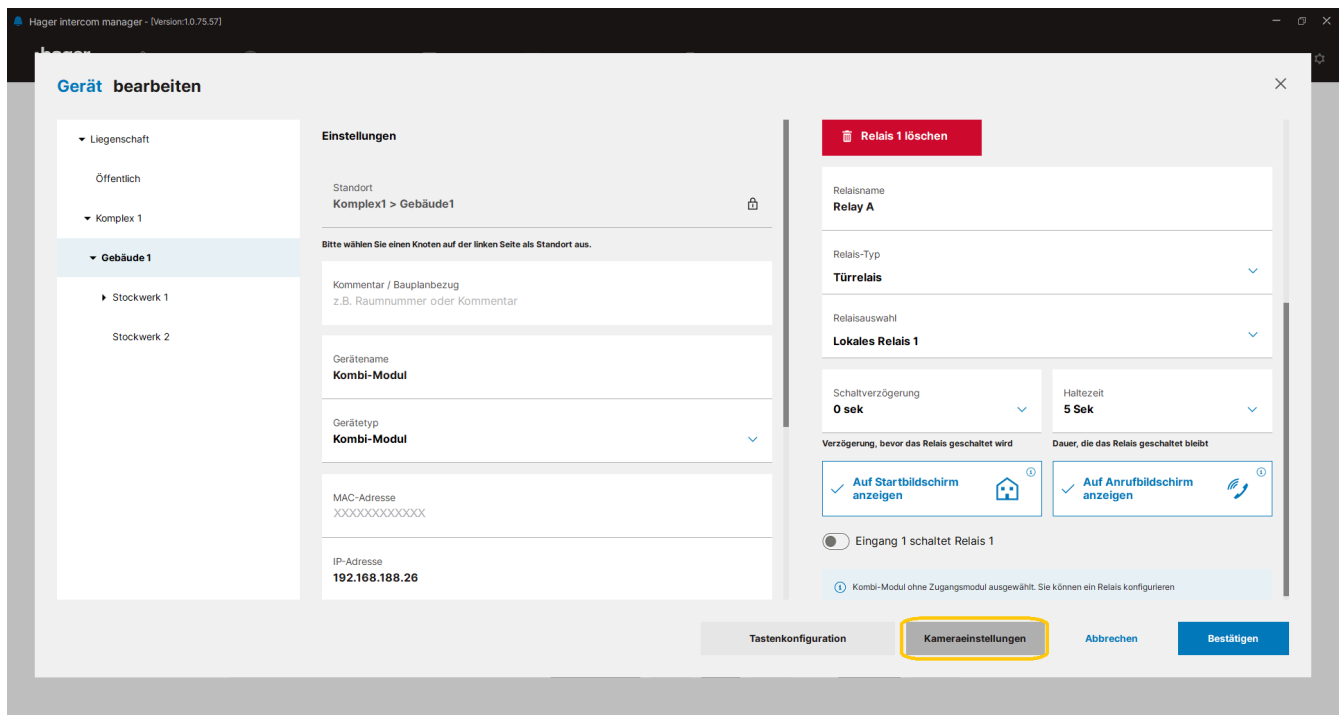 Hager intercom manager - [Version:1.0.75.57]
Gerät bearbeiten
Liegenschaft
Öffentlich
Komplex 1
Gebäude 1
Stockwerk 1
Stockwerk 2
Einstellungen
Standort
Komplex1 > Gebäude1
Bitte wählen Sie einen Knoten auf der linken Seite als Standort aus.
Kommentar / Bauplanbezug
z.B. Raumnummer oder Kommentar
Gerätename
Kombi-Modul
Gerätetyp
Kombi-Modul
MAC-Adresse
XXXXXXXXXXXX
IP-Adresse
192.168.188.26
Relais 1 löschen
Relaisname
Relay A
Relais-Typ
Türrelais
Relaisauswahl
Lokales Relais 1
Schaltverzögerung
0 sek
Verzögerung, bevor das Relais geschaltet wird
Haltezeit
5 Sek
Dauer, die das Relais geschaltet bleibt
Auf Startbildschirm
anzeigen
Auf Anrufbildschirm
anzeigen
Eingang 1 schaltet Relais 1
Kombi-Modul ohne Zugangsmodul ausgewählt. Sie können ein Relais konfigurieren
Tastenkonfiguration
Kameraeinstellungen
Abbrechen
Bestätigen